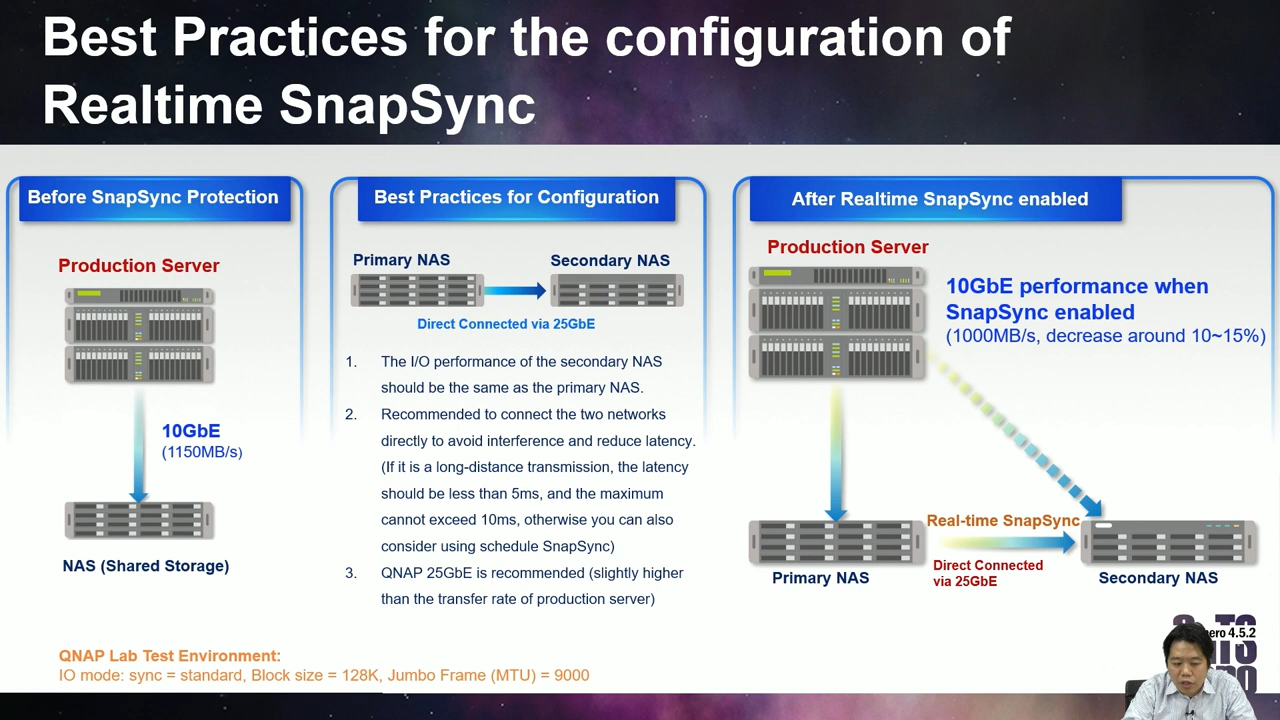 Best Practices for the configuration of
Realtime SnapSync
Before SnapSync Protection
Production Server
10GbE
(1150MB/s)
NAS (Shared Storage)
Best Practices for Configuration
Primary NAS
Secondary NAS
Direct Connected via 25GbE
1. The I/O performance of the secondary NAS
should be the same as the primary NAS.
2. Recommended to connect the two networks
directly to avoid interference and reduce latency.
(If it is a long-distance transmission, the latency
should be less than 5ms, and the maximum
cannot exceed 10ms, otherwise you can also
consider using schedule SnapSync)
3. QNAP 25GbE is recommended (slightly higher
than the transfer rate of production server)
After Realtime SnapSync enabled
Production Server
10GbE performance when
SnapSync enabled
(1000MB/s, decrease around 10~15%)
Real-time SnapSync
Direct Connected
via 25GbE
Primary NAS
Secondary NAS
QNAP Lab Test Environment:
IO mode: sync = standard, Block size = 128K, Jumbo Frame (MTU) = 9000
4.5.2